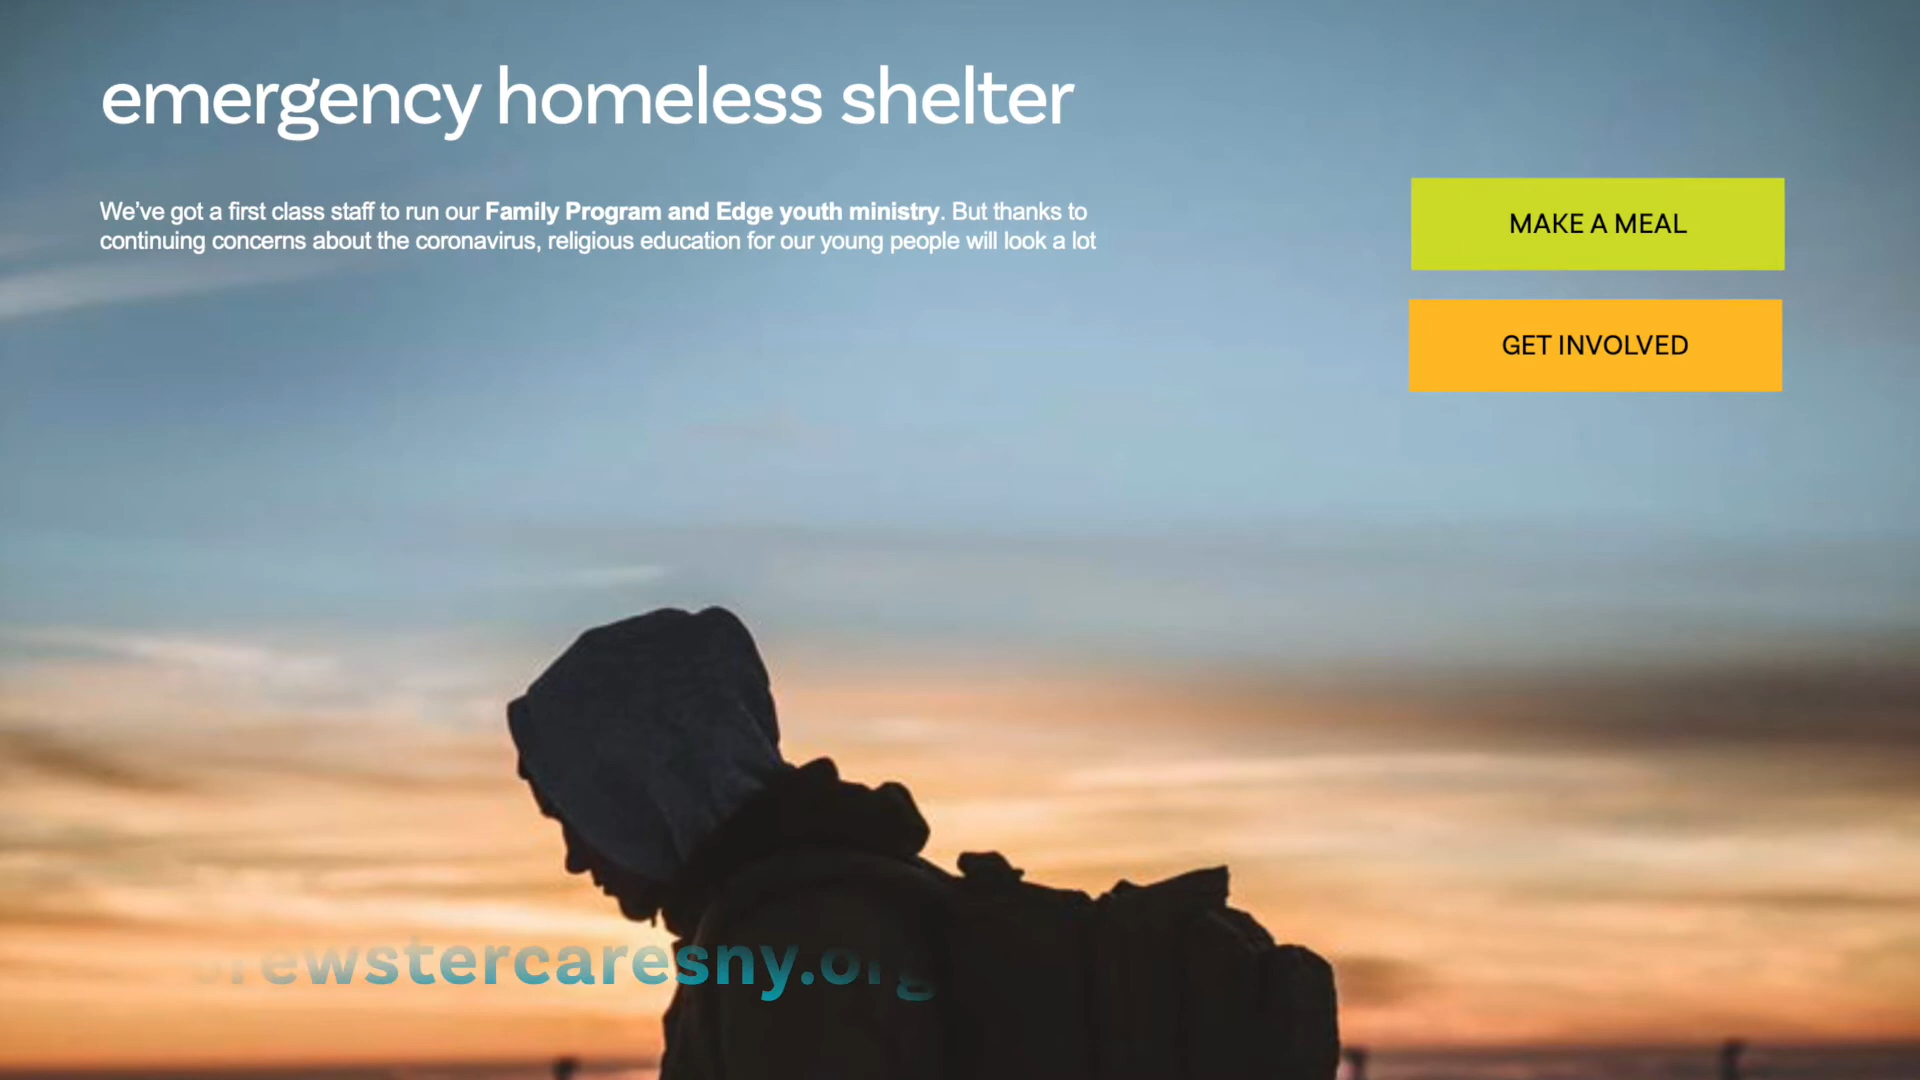 emergency homeless shelter
We've got a first class staff to run our Family Program and Edge youth ministry. But thanks to
continuing concerns about the coronavirus, religious education for our young people will look a lot
MAKE A MEAL
GET INVOLVED
brewstercaresny.org